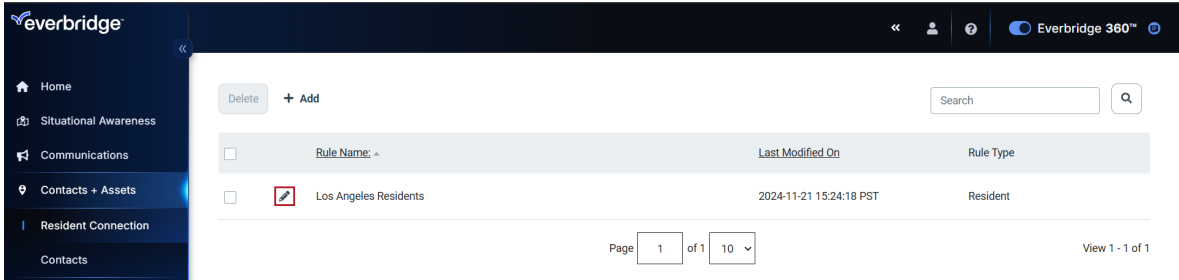 everbridge™
Everbridge 360™
Home
Situational Awareness
Communications
Contacts + Assets
Resident Connection
Contacts
Delete + Add
Search
Rule Name: Last Modified On Rule Type
Los Angeles Residents 2024-11-21 15:24:18 PST Resident
Page 1 of 1 10 View 1 - 1 of 1